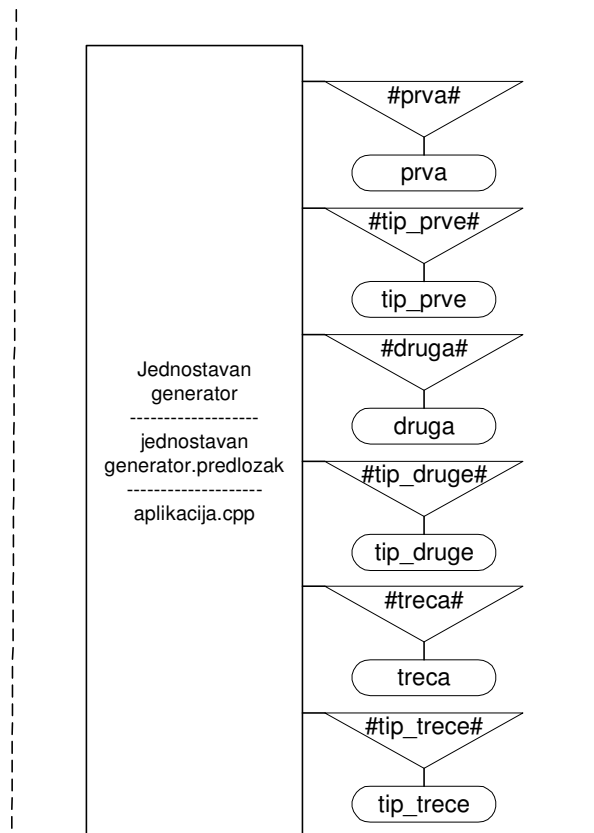 Jednostavan
generator
-------------------
jednostavan
generator.predlozak
--------------------
aplikacija.cpp
#prva#
prva
#tip_prve#
tip_prve
#druga#
druga
#tip_druge#
tip_druge
#treca#
treca
#tip_trece#
tip_trece